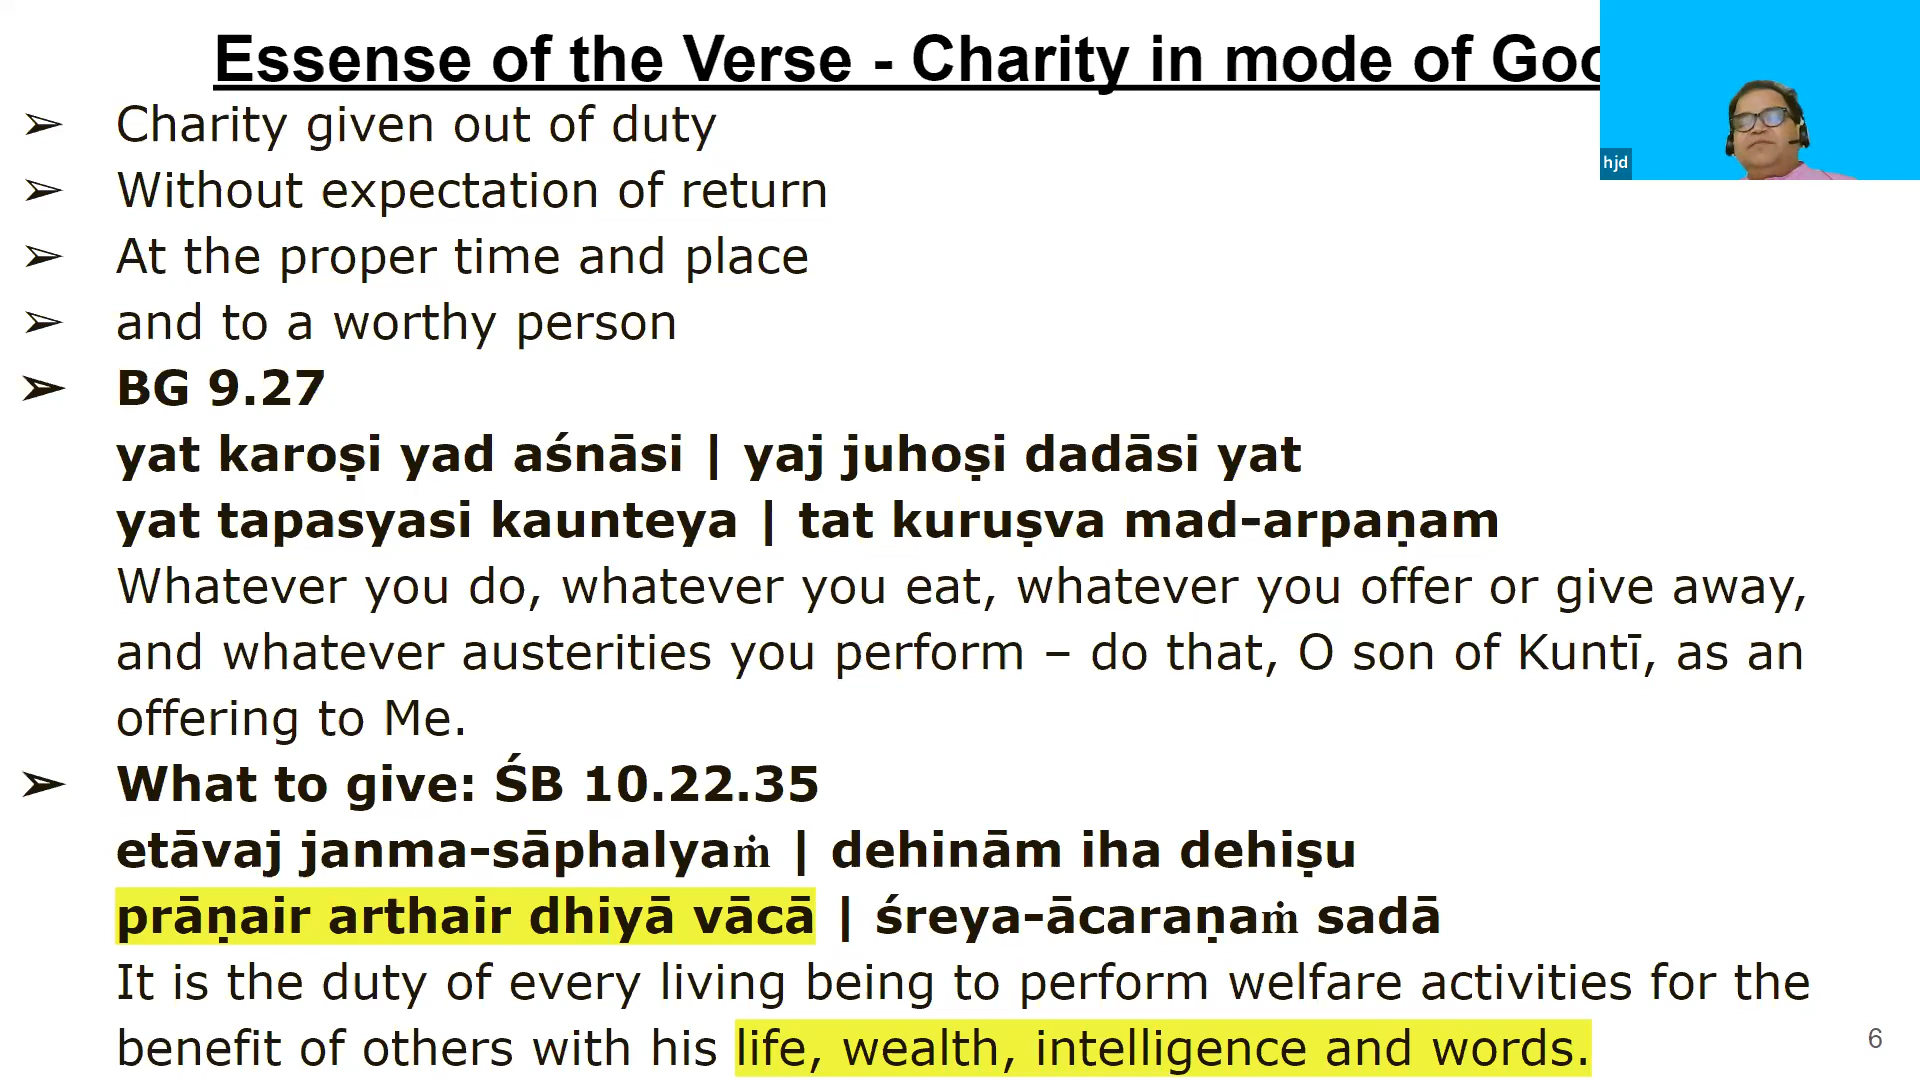 Essense of the Verse - Charity in mode of
hjd
➢ Charity given out of duty
➢ Without expectation of return
➢ At the proper time and place
➢ and to a worthy person
➢ BG 9.27
yat karoṣi yad aśnāsi | yaj juhoṣi dadāsi yat
yat tapasyasi kaunteya | tat kuruṣva mad-arpaṇam
Whatever you do, whatever you eat, whatever you offer or give away,
and whatever austerities you perform – do that, O son of Kuntī, as an
offering to Me.
➢ What to give: ŚB 10.22.35
etāvaj janma-sāphalyaṁ | dehinām iha dehiṣu
prāṇair arthair dhiyā vācā | śreya-ācaraṇaṁ sadā
It is the duty of every living being to perform welfare activities for the
benefit of others with his life, wealth, intelligence and words.
6